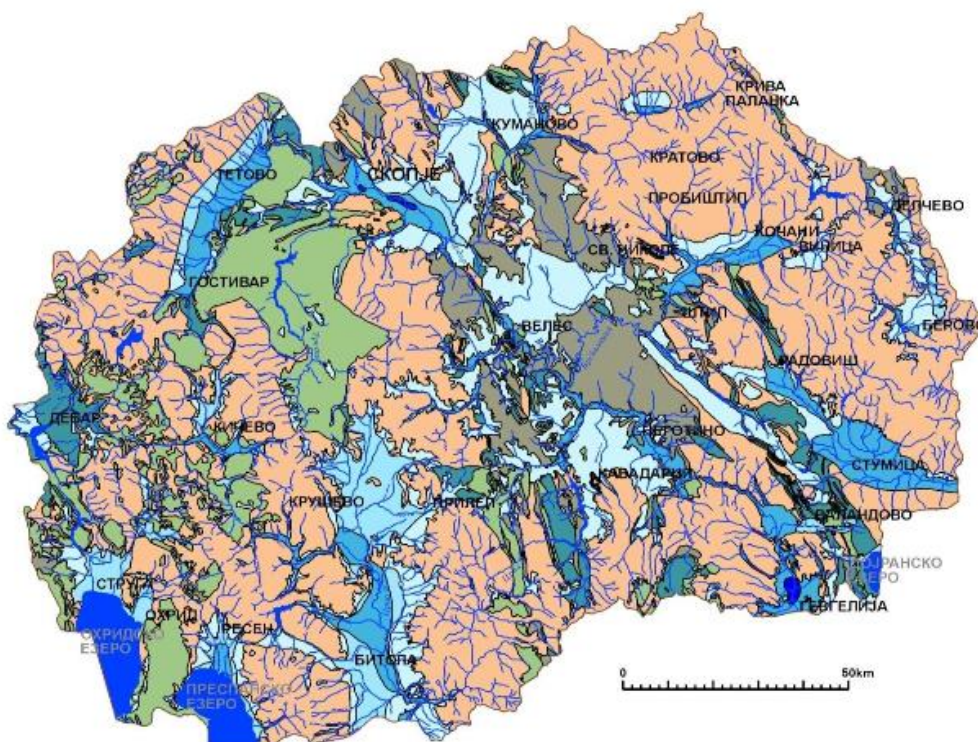 КРИВА
ПАЛАНКА
КУМАНОВО
КРАТОВО
СКОПЈЕ
ТЕТОВО
ПРОБИШТИП
ДЕЛЧЕВО
КОЧАНИ
ВИНИЦА
СВ. НИКОЛЕ
ГОСТИВАР
ШТИП
БЕРОВО
ВЕЛЕС
РАДОВИШ
ДЕБАР
КИЧЕВО
НЕГОТИНО
СТУМИЦА
КАВАДАРЦИ
КРУШЕВО
ПРИЛЕП
ВАЛАНДОВО
ДОЈРАНСКО
ЕЗЕРО
СТРУГА
ГЕВГЕЛИЈА
ОХРИД
РЕСЕН
ОХРИДСКО
ЕЗЕРО
БИТОЛА
0 50km
ПРЕСПАНСКО
ЕЗЕРО